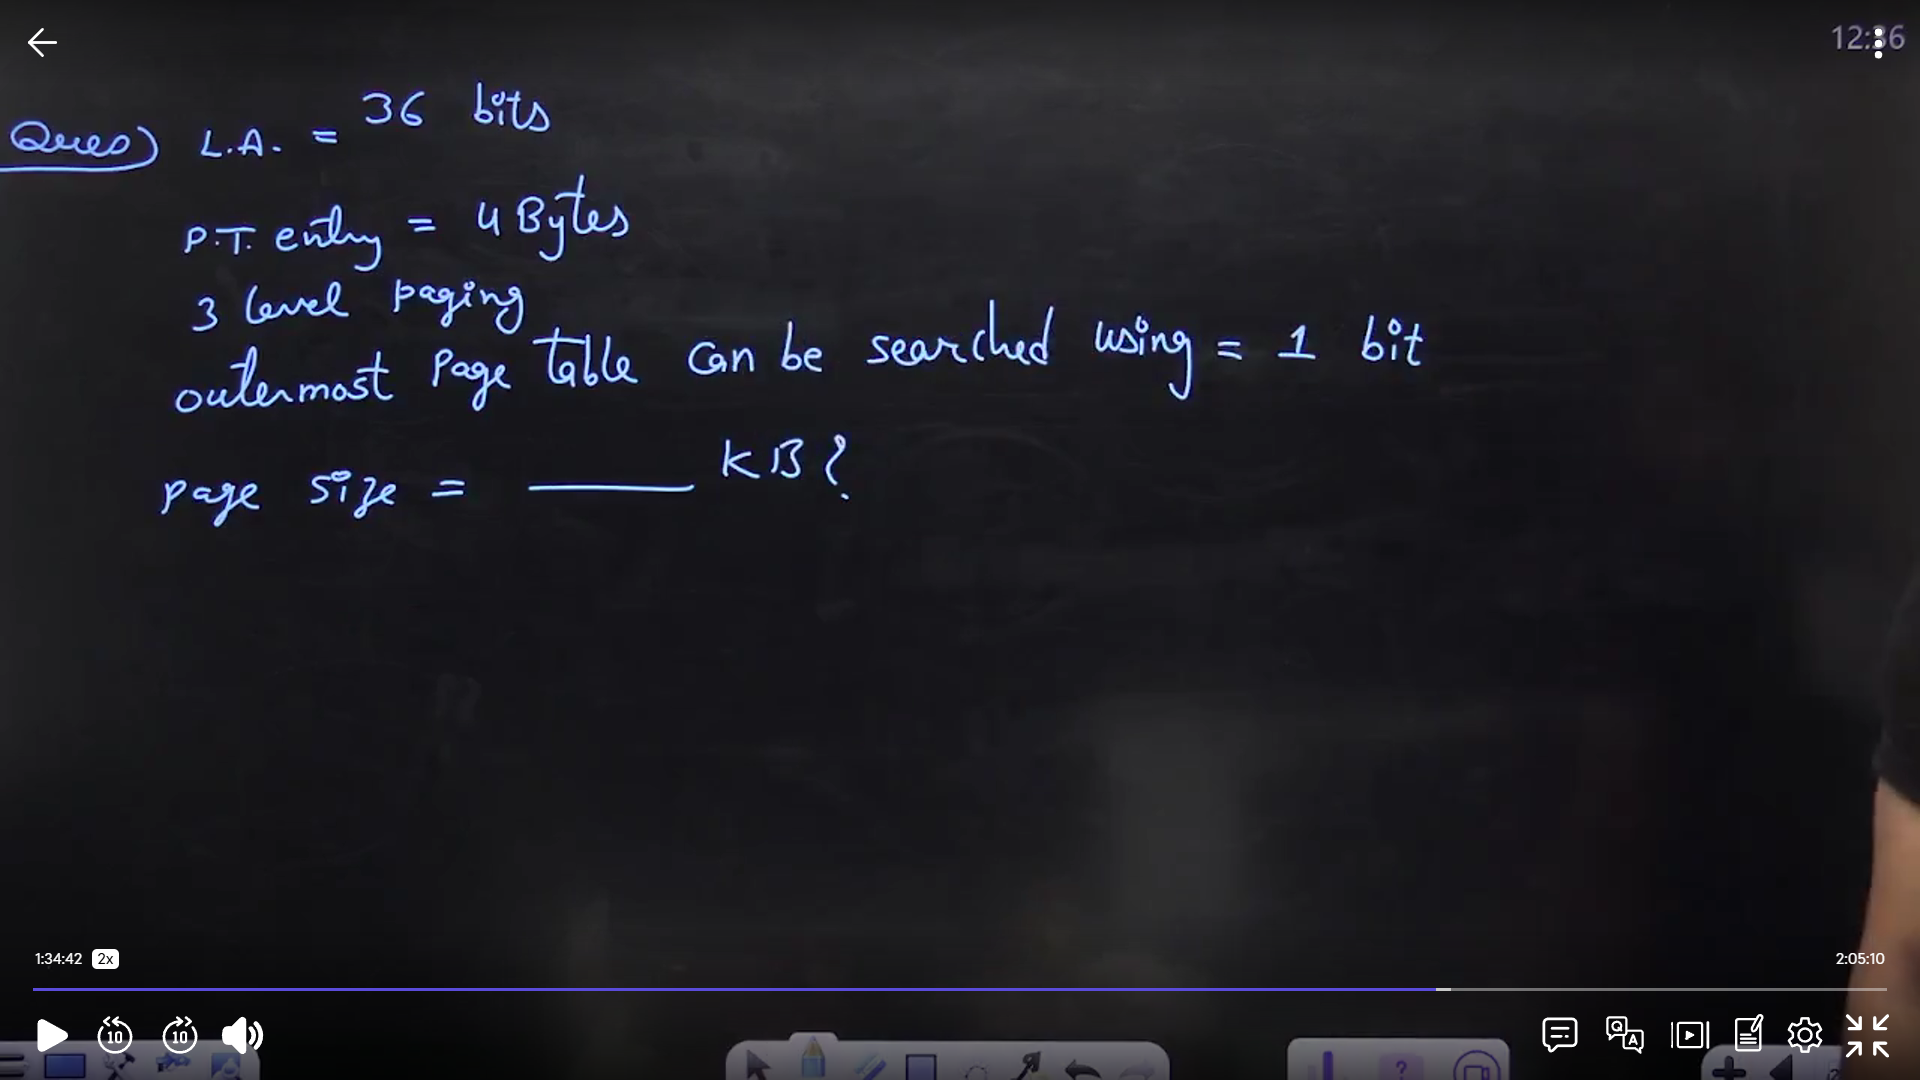 12:36
Ques) L.A. = 36 bits
P.T. entry = 4 Bytes
3 level paging
outermost Page Table can be searched using = 1 bit
page size = ____ KB?
1:34:42 2x
2:05:10
10 10